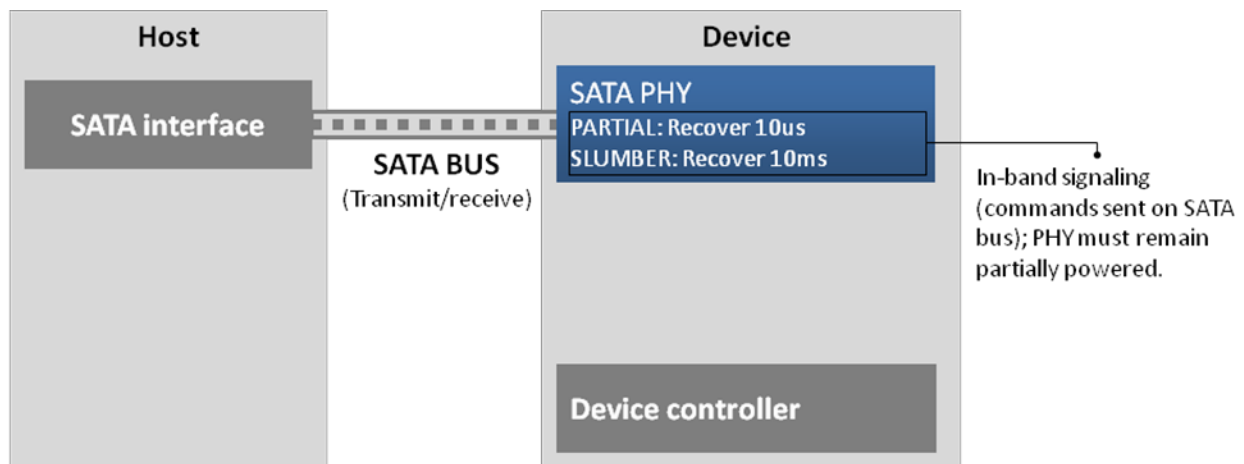 Host
Device
SATA interface
SATA BUS
(Transmit/receive)
SATA PHY
PARTIAL: Recover 10us
SLUMBER: Recover 10ms
In-band signaling
(commands sent on SATA
bus); PHY must remain
partially powered.
Device controller